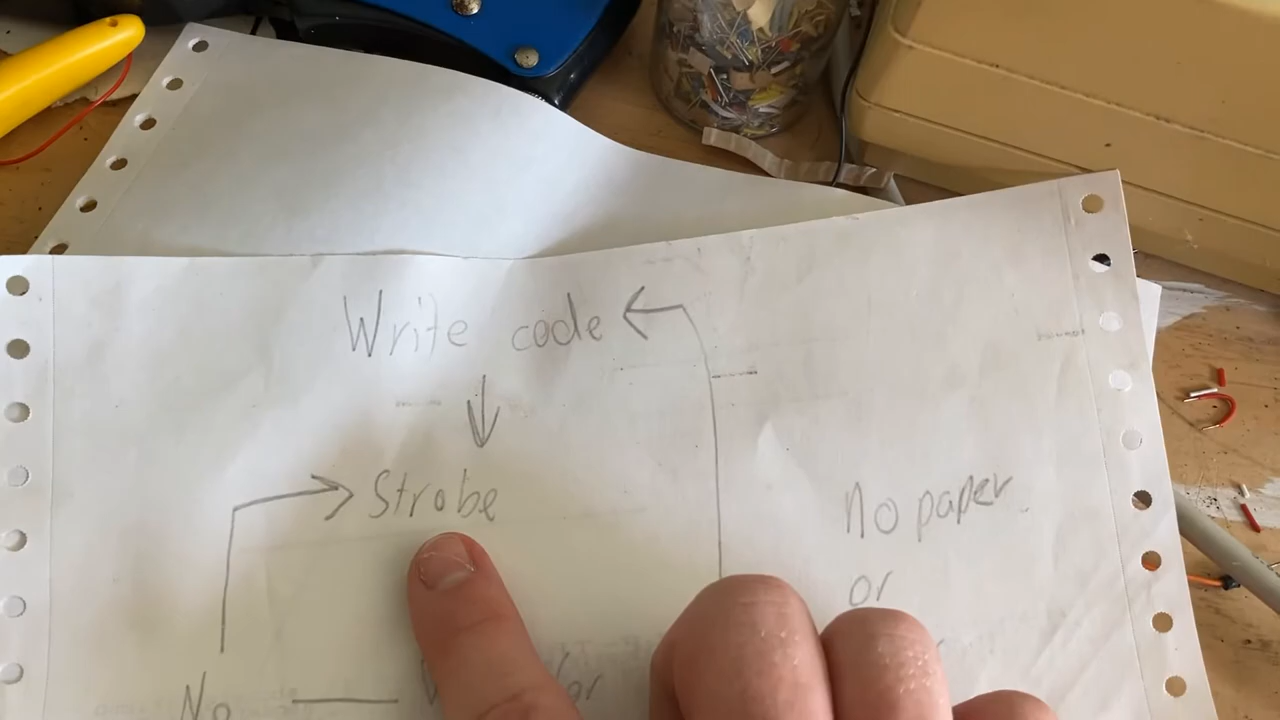 Write code
Strobe
No paper
or
No